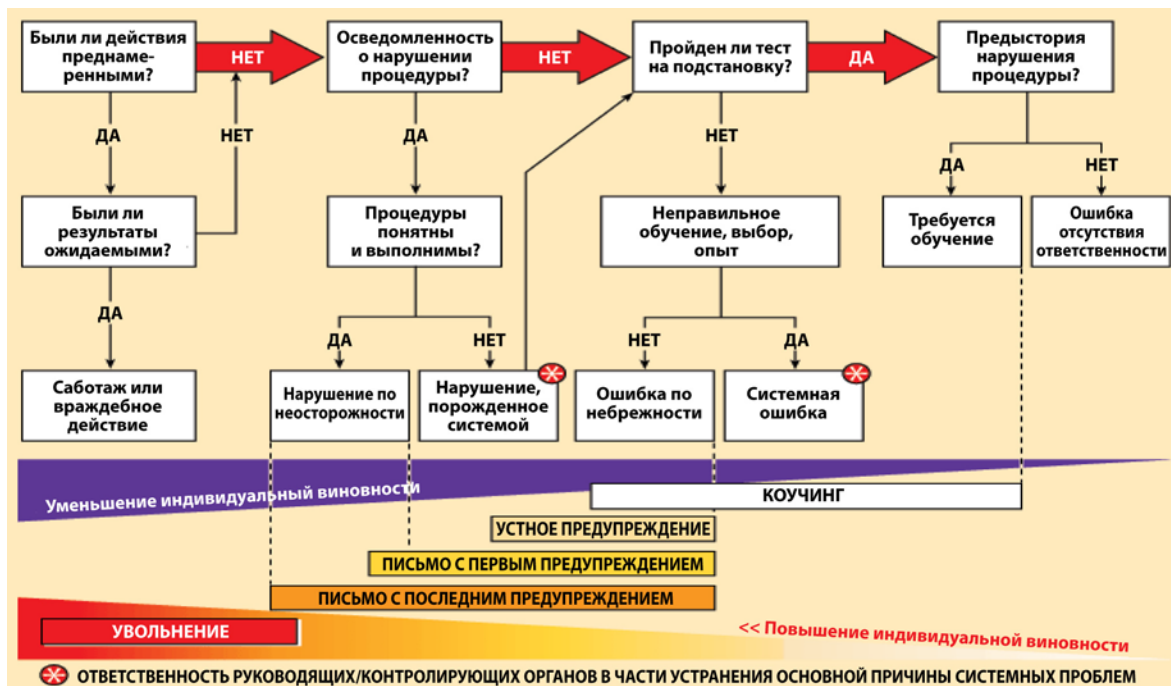 Были ли действия
преднаме-
ренными?
НЕТ
Осведомленность
о нарушении
процедуры?
НЕТ
Пройден ли тест
на подстановку?
ДА
Предыстория
нарушения
процедуры?
ДА
НЕТ
ДА
НЕТ
ДА
НЕТ
Были ли
результаты
ожидаемыми?
Процедуры
понятны
и выполнимы?
Неправильное
обучение, выбор,
опыт
Требуется
обучение
Ошибка
отсутствия
ответственности
ДА
ДА
НЕТ
НЕТ
ДА
Саботаж или
враждебное
действие
Нарушение по
неосторожности
Нарушение,
порожденное
системой
Ошибка по
небрежности
Системная
ошибка
Уменьшение индивидуальный виновности
КОУЧИНГ
УСТНОЕ ПРЕДУПРЕЖДЕНИЕ
ПИСЬМО С ПЕРВЫМ ПРЕДУПРЕЖДЕНИЕМ
ПИСЬМО С ПОСЛЕДНИМ ПРЕДУПРЕЖДЕНИЕМ
УВОЛЬНЕНИЕ
<< Повышение индивидуальной виновности
ОТВЕТСТВЕННОСТЬ РУКОВОДЯЩИХ/КОНТРОЛИРУЮЩИХ ОРГАНОВ В ЧАСТИ УСТРАНЕНИЯ ОСНОВНОЙ ПРИЧИНЫ СИСТЕМНЫХ ПРОБЛЕМ